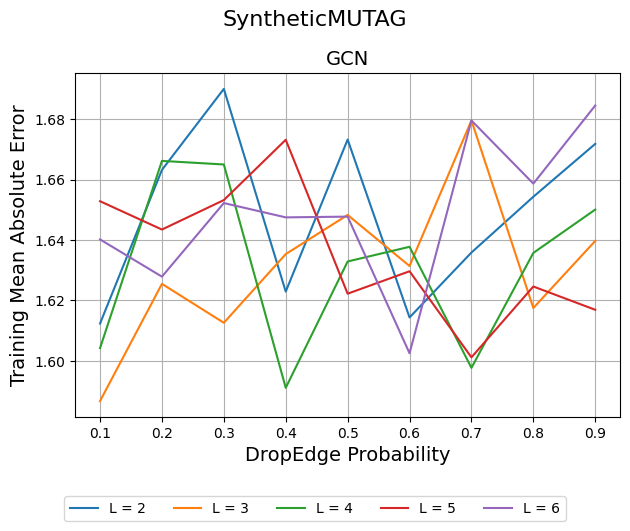 SyntheticMUTAG
GCN
Training Mean Absolute Error
1.68
1.66
1.64
1.62
1.60
0.1 0.2 0.3 0.4 0.5 0.6 0.7 0.8 0.9
DropEdge Probability
L = 2 L = 3 L = 4 L = 5 L = 6